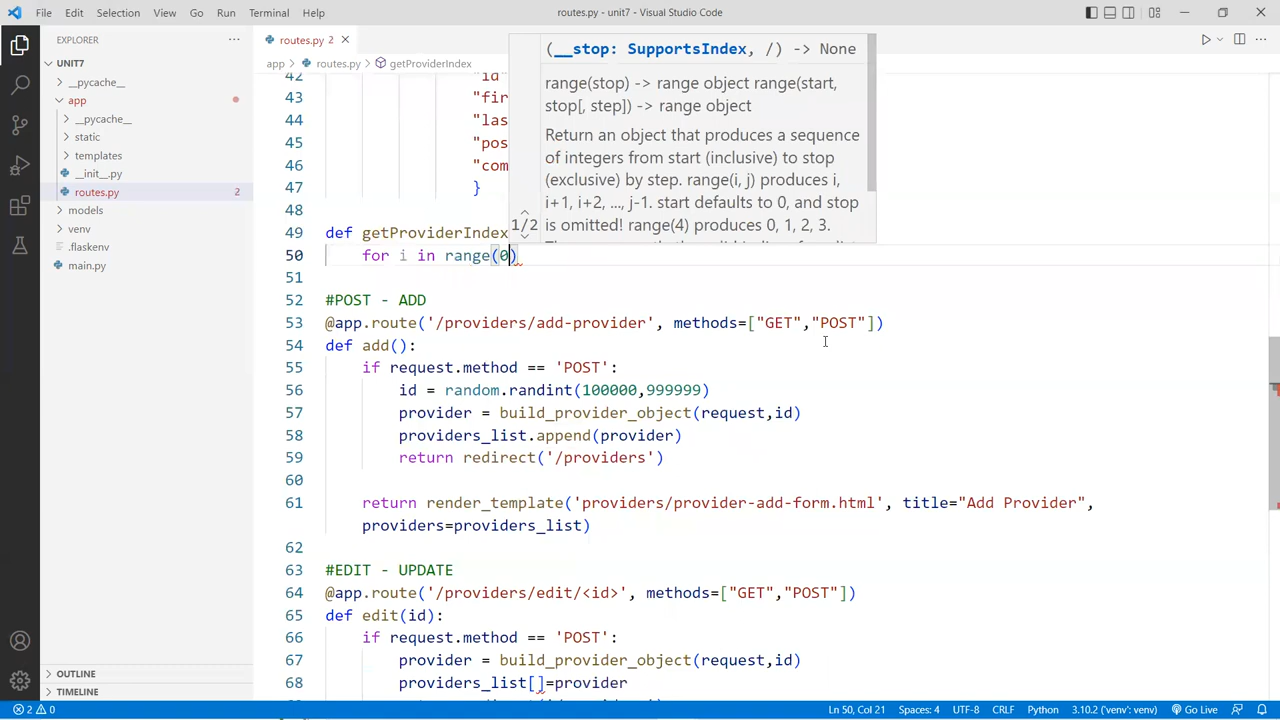 File Edit Selection View Go Run Terminal Help
routes.py - unit7 - Visual Studio Code
EXPLORER
routes.py 2
UNIT7
app > routes.py > getProviderIndex
__pycache__
app
__pycache__
static
templates
__init__.py
routes.py 2
models
venv
.flaskenv
main.py
OUTLINE
TIMELINE
(__stop: SupportsIndex, /) -> None
range(stop) -> range object range(start,
stop[, step]) -> range object
Return an object that produces a sequence
of integers from start (inclusive) to stop
(exclusive) by step. range(i, j) produces i,
i+1, i+2, ..., j-1. start defaults to 0, and stop
is omitted! range(4) produces 0, 1, 2, 3.
1/2
42 "id"
43 "fir
44 "las
45 "pos
46 "com
47 }
48
49 def getProviderIndex
50 for i in range(0)
51
52 #POST - ADD
53 @app.route('/providers/add-provider', methods=["GET","POST"])
54 def add():
55 if request.method == 'POST':
56 id = random.randint(100000,999999)
57 provider = build_provider_object(request,id)
58 providers_list.append(provider)
59 return redirect('/providers')
60
61 return render_template('providers/provider-add-form.html', title="Add Provider",
providers=providers_list)
62
63 #EDIT - UPDATE
64 @app.route('/providers/edit/<id>', methods=["GET","POST"])
65 def edit(id):
66 if request.method == 'POST':
67 provider = build_provider_object(request,id)
68 providers_list[]=provider
2 0
Ln 50, Col 21 Spaces: 4 UTF-8 CRLF Python 3.10.2 ('venv': venv) Go Live